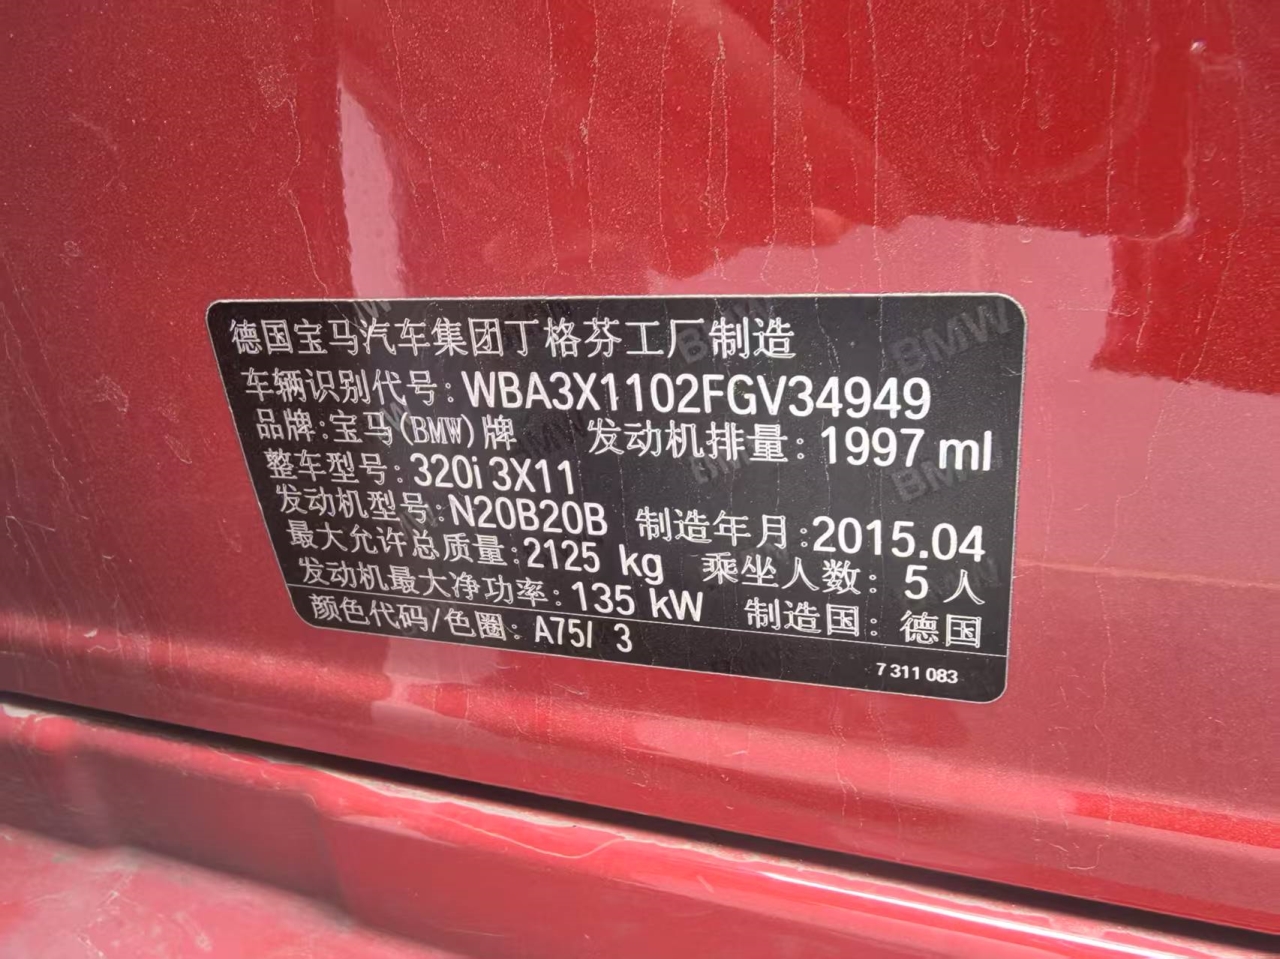 德国宝马汽车集团丁格芬工厂制造
车辆识别代号: WBA3X1102FGV34949
品牌:宝马(BMW)牌 发动机排量: 1997 ml
整车型号: 320i 3X11
发动机型号: N20B20B 制造年月:2015.04
最大允许总质量:2125 kg 乘坐人数: 5 人
发动机最大净功率: 135 kW 制造国: 德国
颜色代码/色圈: A75/ 3
7 311 083